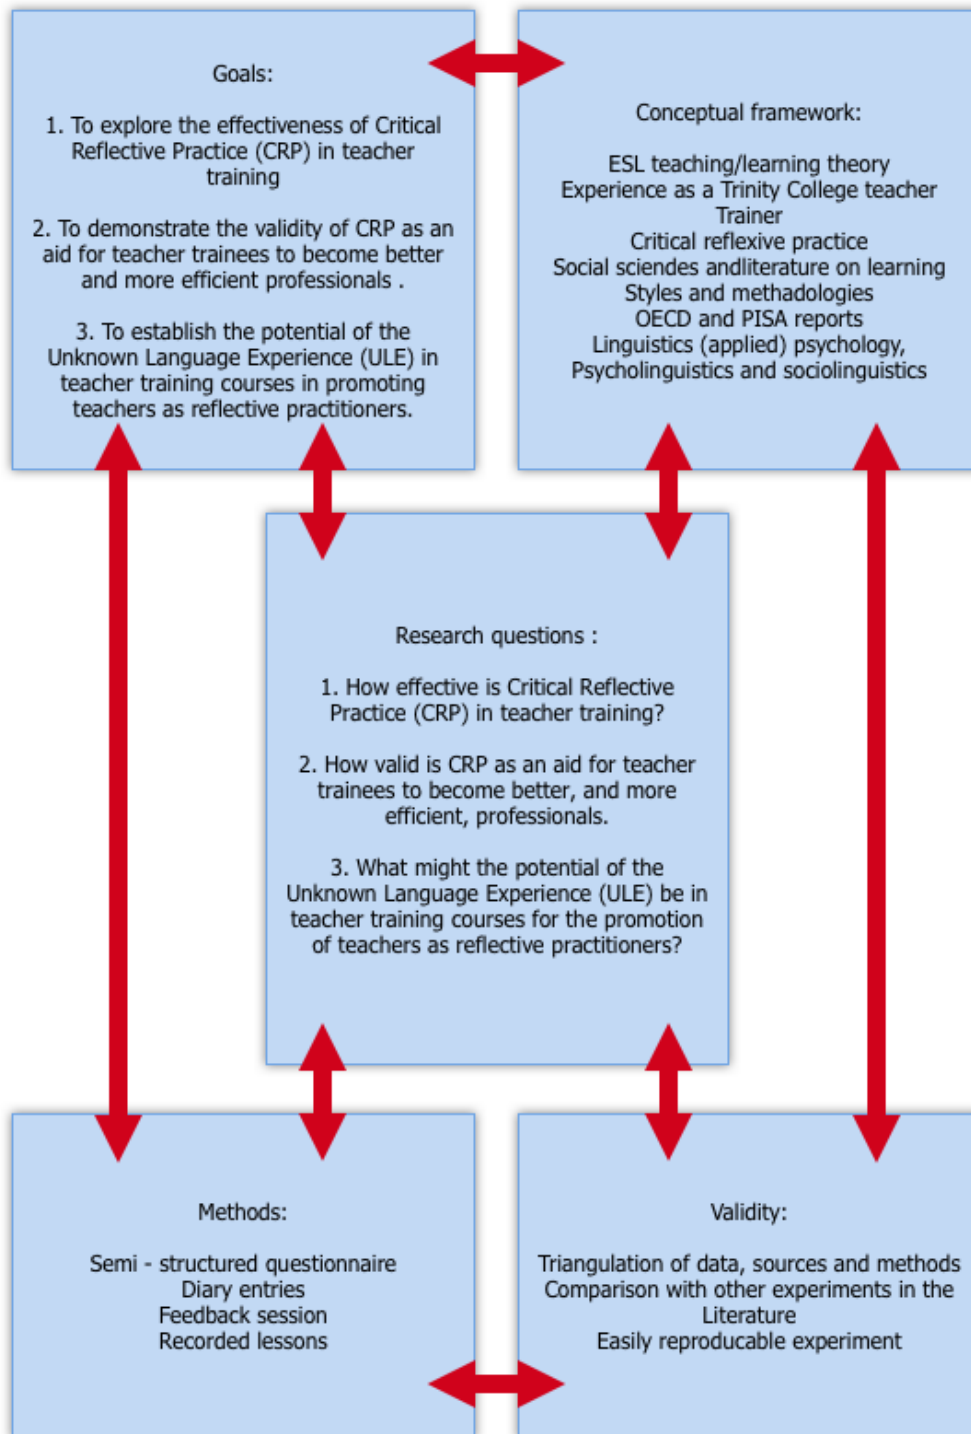 Goals:
1. To explore the effectiveness of Critical
Reflective Practice (CRP) in teacher
training
2. To demonstrate the validity of CRP as an
aid for teacher trainees to become better
and more efficient professionals .
3. To establish the potential of the
Unknown Language Experience (ULE) in
teacher training courses in promoting
teachers as reflective practitioners.
Conceptual framework:
ESL teaching/learning theory
Experience as a Trinity College teacher
Trainer
Critical reflexive practice
Social sciendes andliterature on learning
Styles and methadologies
OECD and PISA reports
Linguistics (applied) psychology,
Psycholinguistics and sociolinguistics
Research questions :
1. How effective is Critical Reflective
Practice (CRP) in teacher training?
2. How valid is CRP as an aid for teacher
trainees to become better, and more
efficient, professionals.
3. What might the potential of the
Unknown Language Experience (ULE) be in
teacher training courses for the promotion
of teachers as reflective practitioners?
Methods:
Semi - structured questionnaire
Diary entries
Feedback session
Recorded lessons
Validity:
Triangulation of data, sources and methods
Comparison with other experiments in the
Literature
Easily reproducable experiment